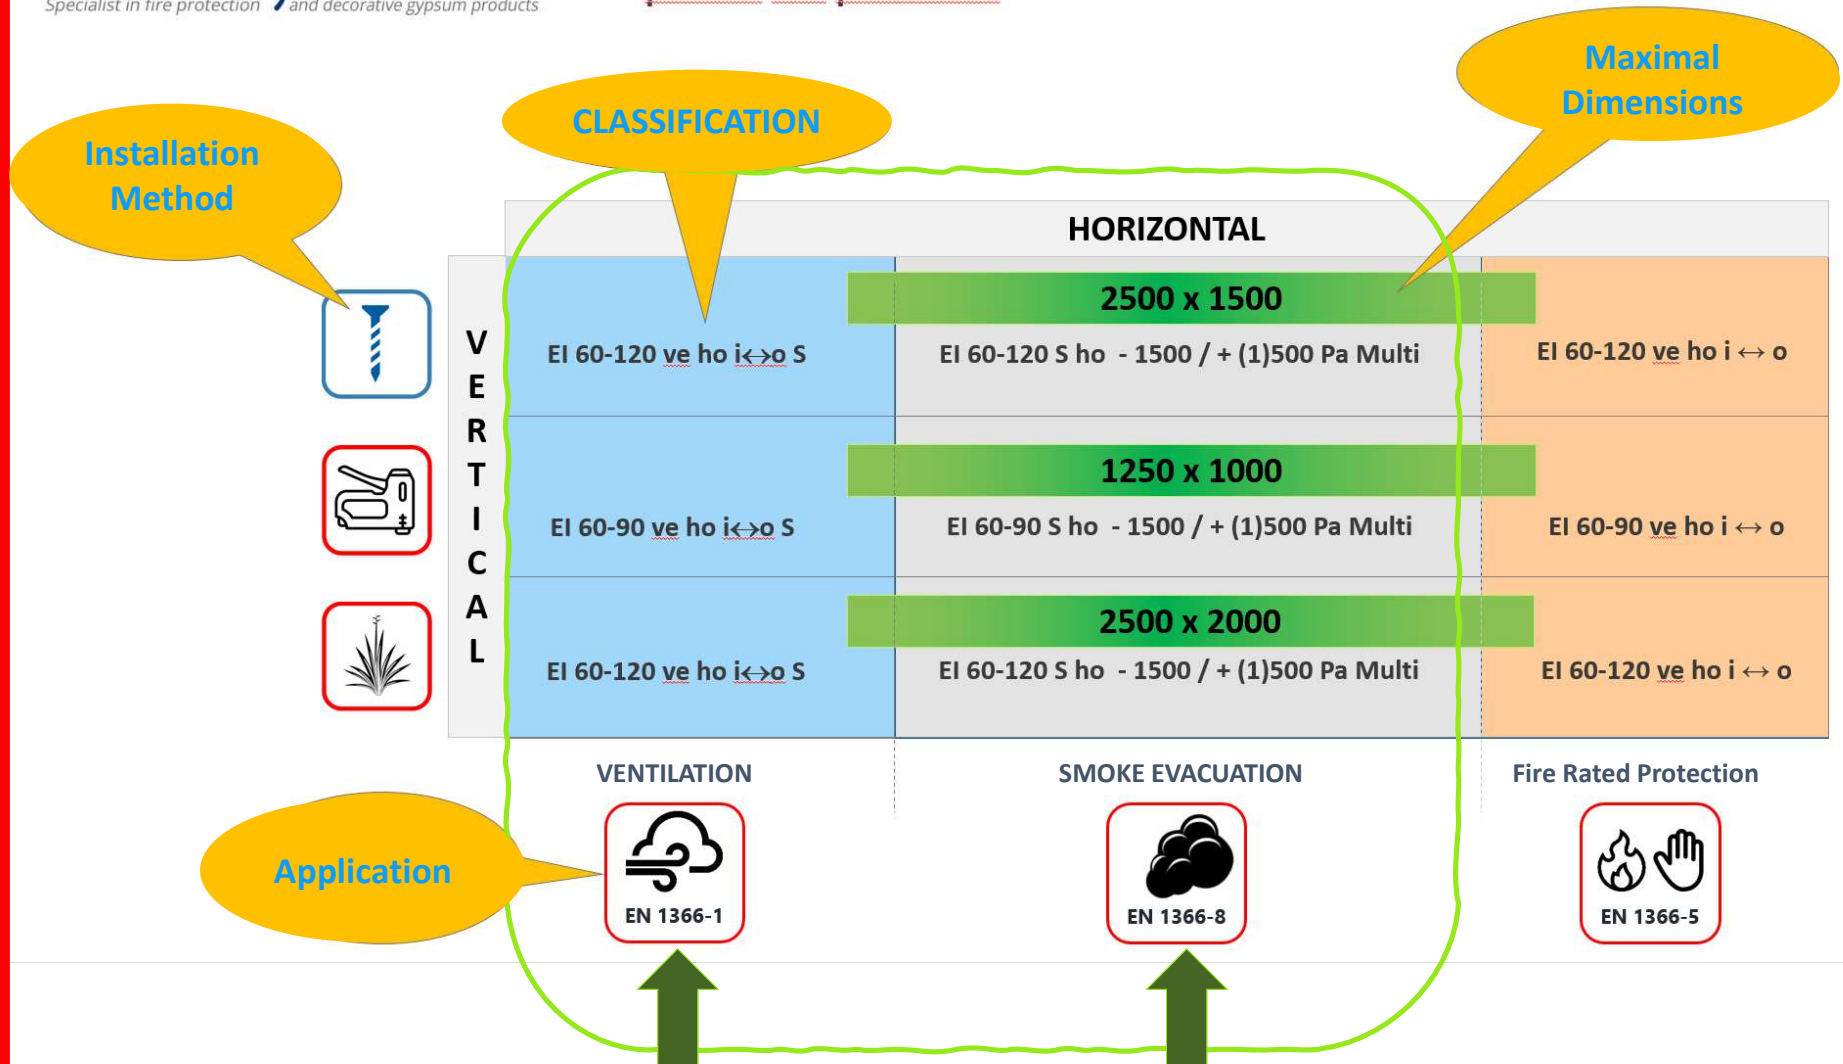 Specialist in fire protection and decorative gypsum products
Maximal
Dimensions
CLASSIFICATION
Installation
Method
HORIZONTAL
VERTICAL
2500 x 1500
EI 60-120 ve ho i↔o S
EI 60-120 S ho - 1500 / + (1)500 Pa Multi
EI 60-120 ve ho i ↔ o
1250 x 1000
EI 60-90 ve ho i↔o S
EI 60-90 S ho - 1500 / + (1)500 Pa Multi
EI 60-90 ve ho i ↔ o
2500 x 2000
EI 60-120 ve ho i↔o S
EI 60-120 S ho - 1500 / + (1)500 Pa Multi
EI 60-120 ve ho i ↔ o
VENTILATION
SMOKE EVACUATION
Fire Rated Protection
Application
EN 1366-1
EN 1366-8
EN 1366-5